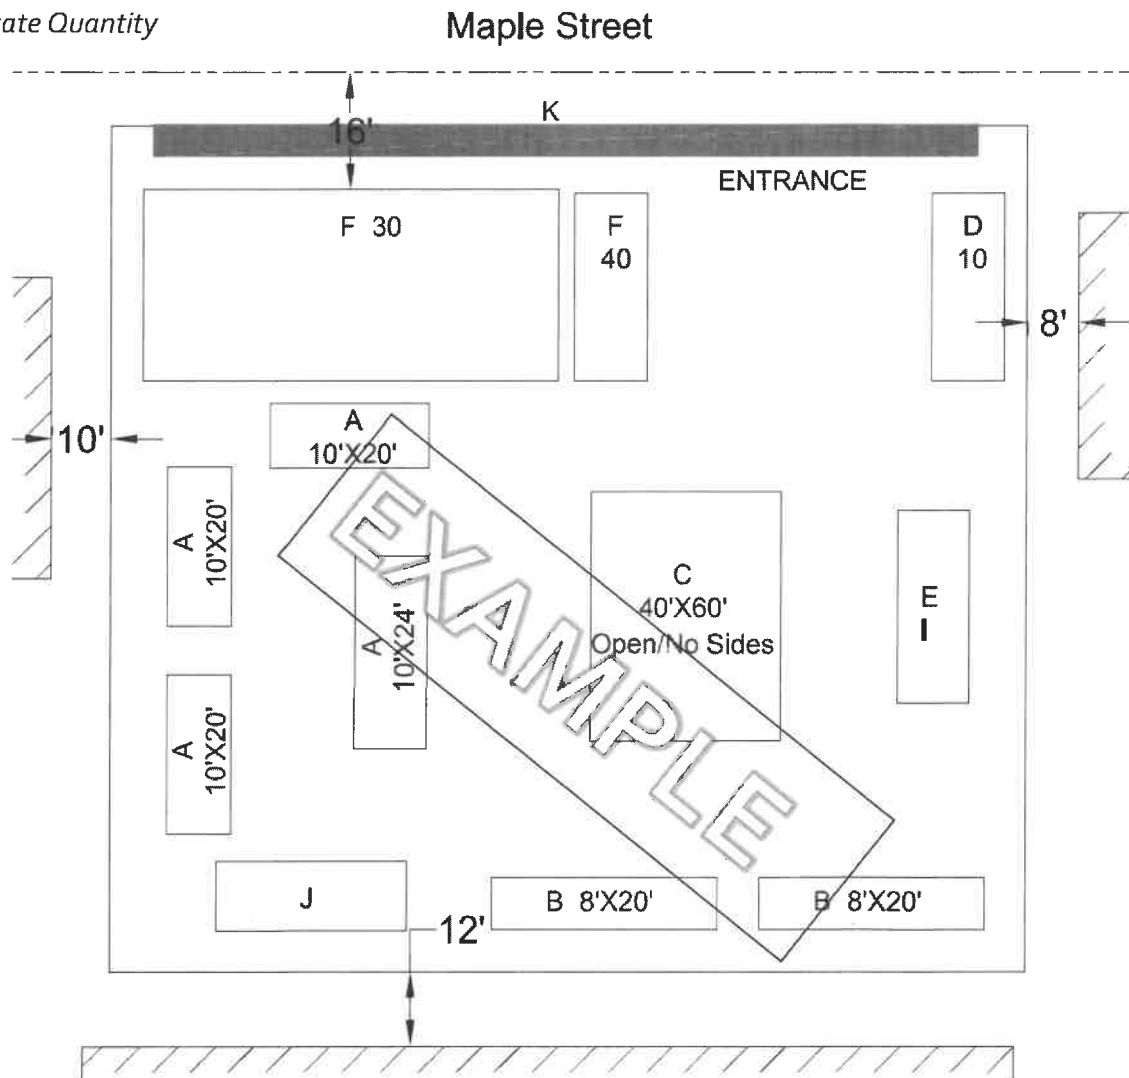 Quantity
Maple Street
K
16'
ENTRANCE
F 30
F
40
D
10
8'
10'
A
10'X20'
A
10'X20'
A
10'X24'
C
40'X60'
Open/No Sides
E
I
A
10'X20'
EXAMPLE
J
B 8'X20'
B 8'X20'
12'